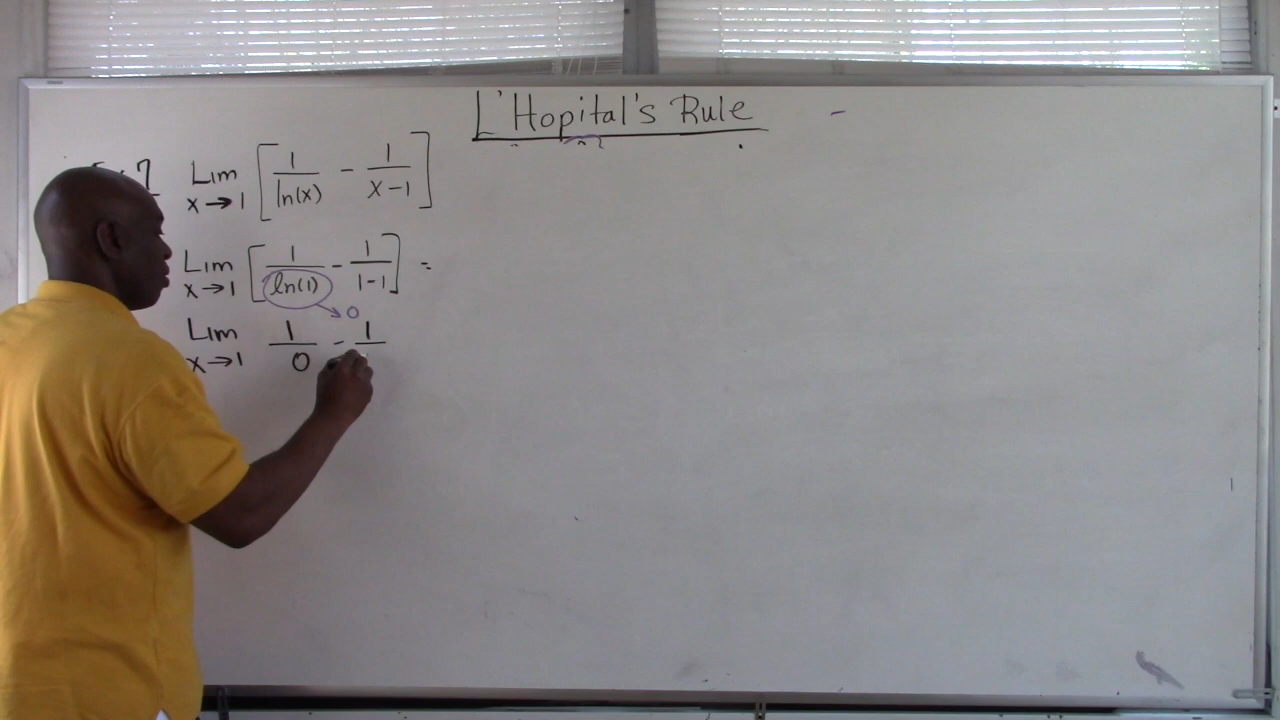 L'Hopital's Rule
7 Lim x→1 [ 1/ln(x) - 1/x-1 ]
Lim x→1 [ 1/ln(1) - 1/1-1 ] =
→ 0
Lim x→1 1/0 - 1/